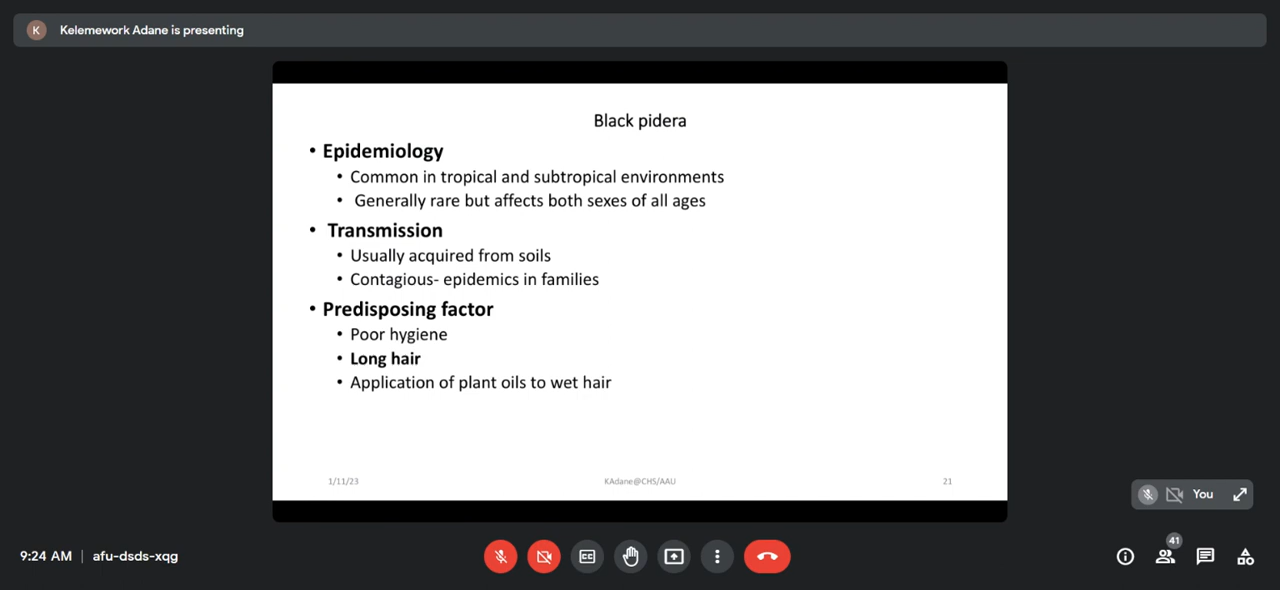 K
Kelemework Adane is presenting
Black pidera
• Epidemiology
• Common in tropical and subtropical environments
• Generally rare but affects both sexes of all ages
• Transmission
• Usually acquired from soils
• Contagious- epidemics in families
• Predisposing factor
• Poor hygiene
• Long hair
• Application of plant oils to wet hair
1/11/23
KAdane@CHS/AAU
21
You
9:24 AM | afu-dsds-xqg
CC
41